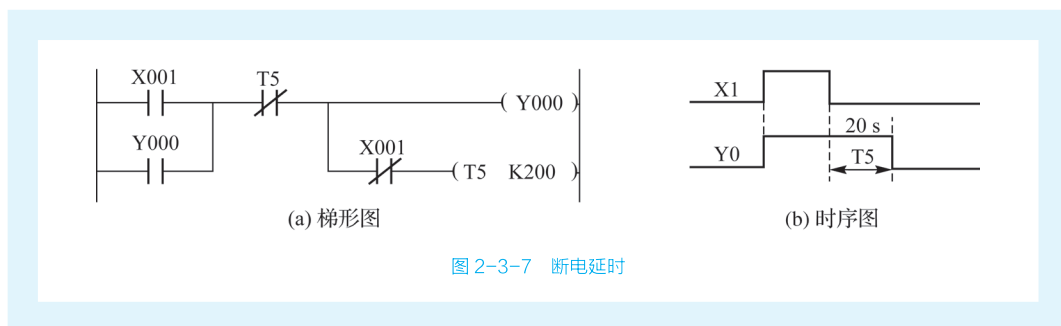 X001 T5
( Y000 )
Y000
X001
( T5 K200 )
(a) 梯形图
X1
20 s
Y0
T5
(b) 时序图
图 2-3-7 断电延时